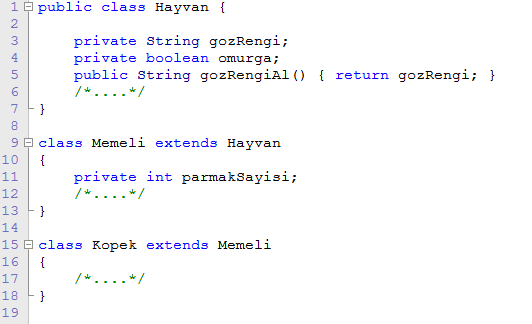 1 public class Hayvan {
2
3 private String gozRengi;
4 private boolean omurga;
5 public String gozRengiAl() { return gozRengi; }
6 /*....*/
7 }
8
9 class Memeli extends Hayvan
10 {
11 private int parmakSayisi;
12 /*....*/
13 }
14
15 class Kopek extends Memeli
16 {
17 /*....*/
18 }
19